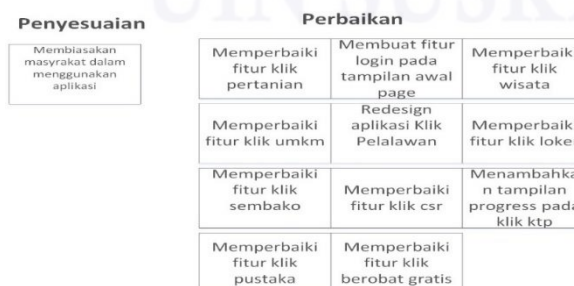 Penyesuaian
Membiasakan
masyrakat dalam
menggunakan
aplikasi
Perbaikan
Memperbaiki
fitur klik
pertanian
Membuat fitur
login pada
tampilan awal
page
Memperbaik
fitur klik
wisata
Memperbaiki
fitur klik umkm
Redesign
aplikasi Klik
Pelalawan
Memperbaik
fitur klik loke
Memperbaiki
fitur klik
sembako
Memperbaiki
fitur klik csr
Menambahka
n tampilan
progress pada
klik ktp
Memperbaiki
fitur klik
pustaka
Memperbaiki
fitur klik
berobat gratis